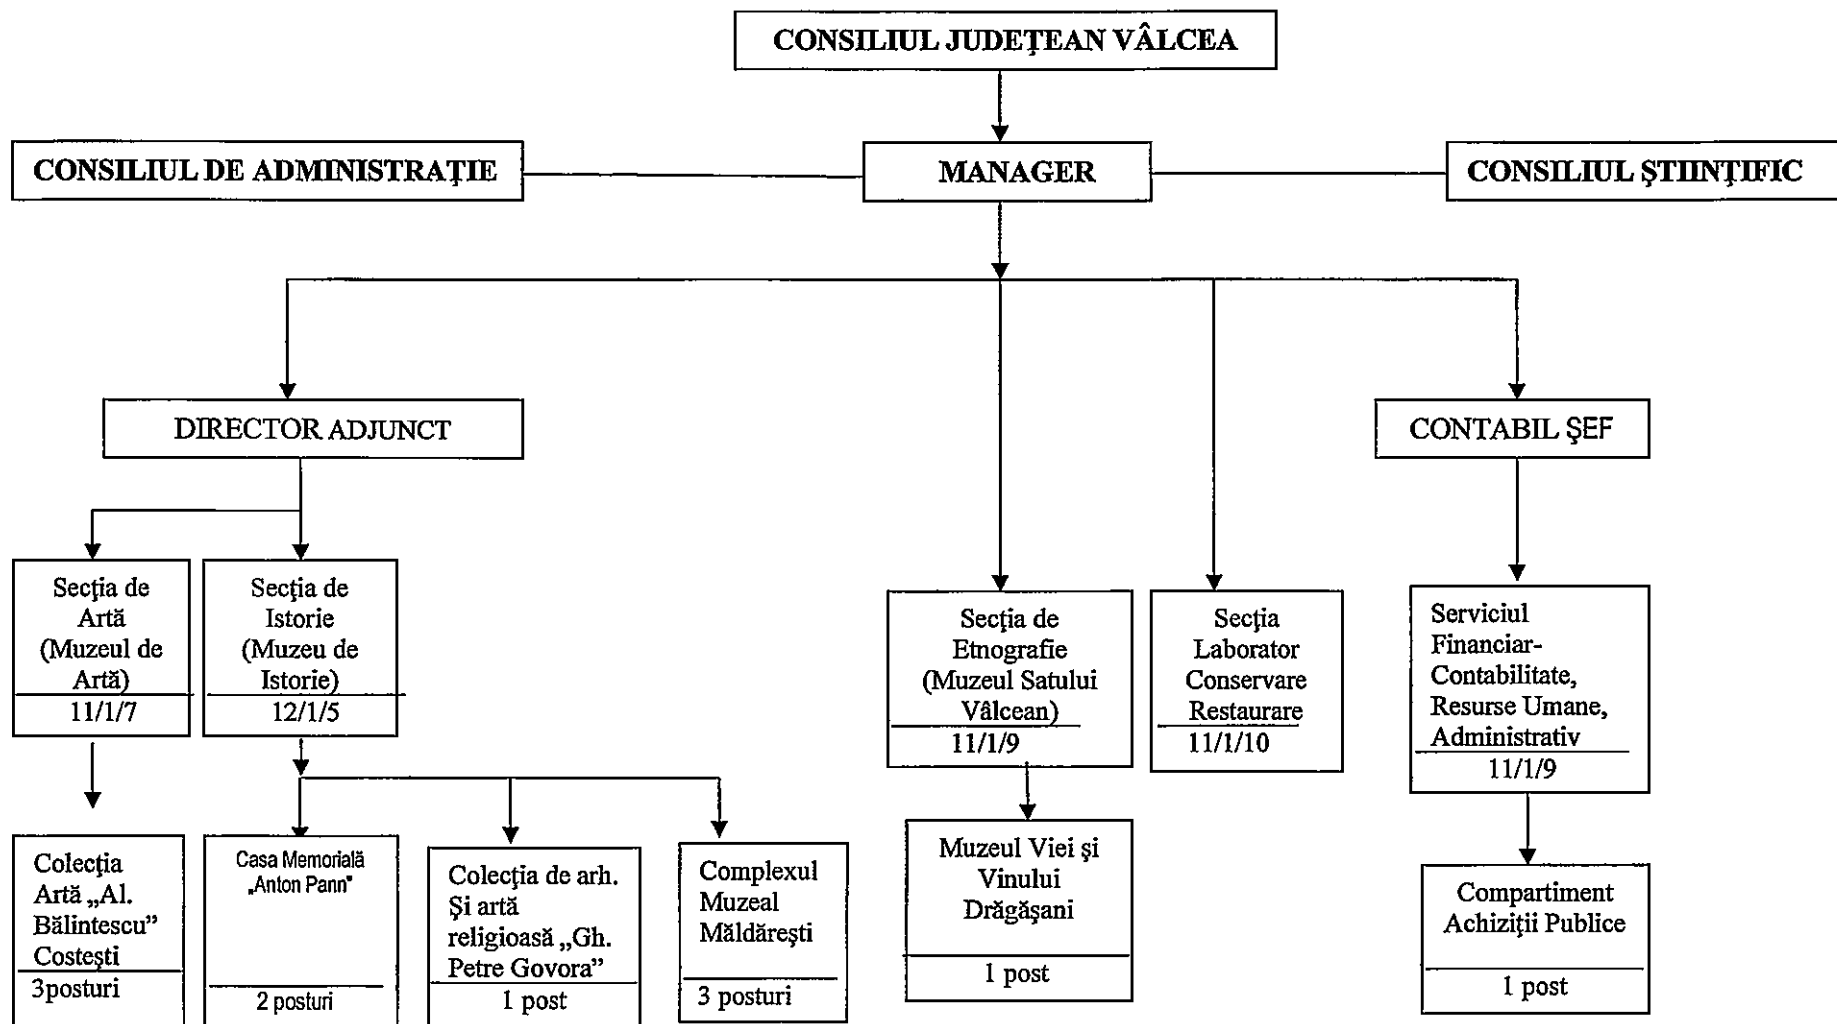 CONSILIUL JUDEŢEAN VÂLCEA
CONSILIUL DE ADMINISTRAŢIE
MANAGER
CONSILIUL ŞTIINŢIFIC
DIRECTOR ADJUNCT
CONTABIL ŞEF
Secţia de
Artă
(Muzeul de
Artă)
11/1/7
Secţia de
Istorie
(Muzeu de
Istorie)
12/1/5
Secţia de
Etnografie
(Muzeul Satului
Vâlcean)
11/1/9
Secţia
Laborator
Conservare
Restaurare
11/1/10
Serviciul
Financiar-
Contabilitate,
Resurse Umane,
Administrativ
11/1/9
Colecţia
Artă „Al.
Bălintescu”
Costeşti
3posturi
Casa Memorială
„Anton Pann”
2 posturi
Colecţia de arh.
Şi artă
religioasă „Gh.
Petre Govora”
1 post
Complexul
Muzeal
Măldăreşti
3 posturi
Muzeul Viei şi
Vinului
Drăgăşani
1 post
Compartiment
Achiziţii Publice
1 post